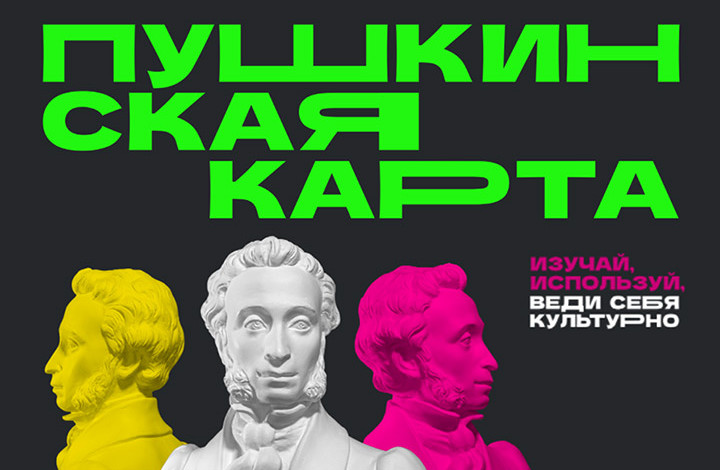 ПУШКИН
СКАЯ
КАРТА
ИЗУЧАЙ,
ИСПОЛЬЗУЙ,
ВЕДИ СЕБЯ
КУЛЬТУРНО